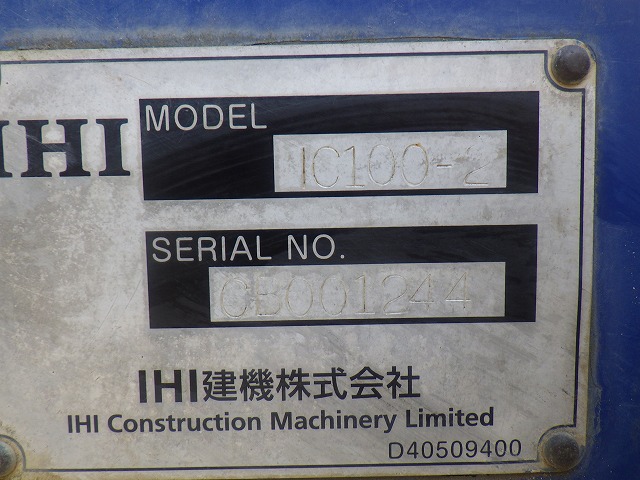 IHI
MODEL
IC100-2
SERIAL NO.
IHI建機株式会社
IHI Construction Machinery Limited
D40509400